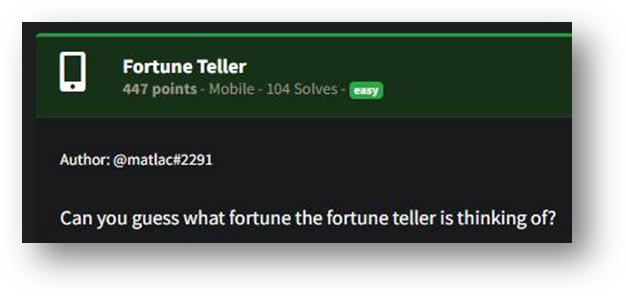 Fortune Teller
447 points - Mobile - 104 Solves - easy
Author: @matlac#2291
Can you guess what fortune the fortune teller is thinking of?